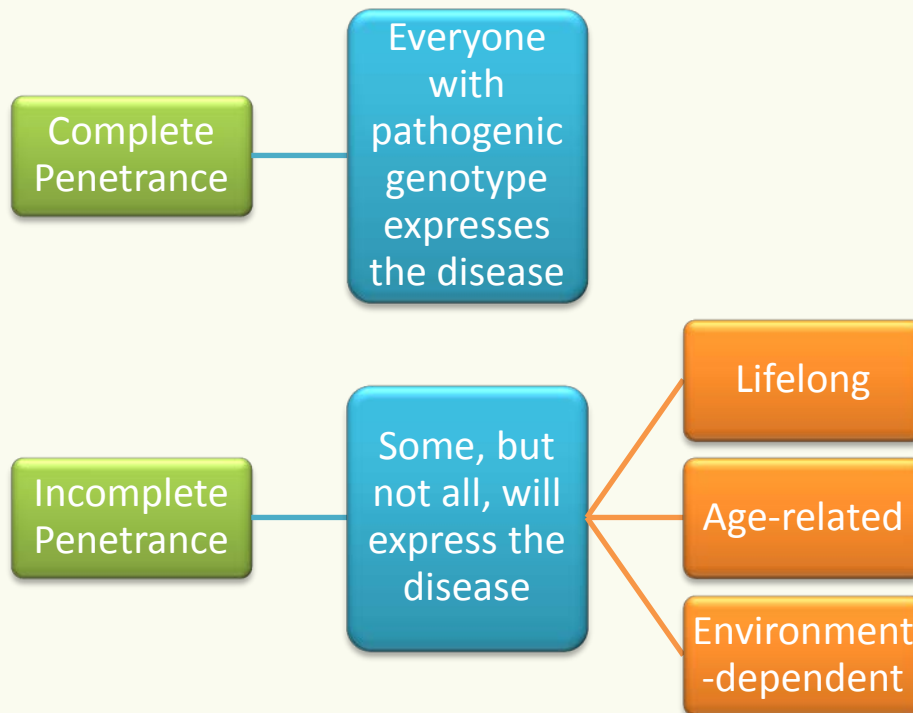 Complete
Penetrance
Everyone
with
pathogenic
genotype
expresses
the disease
Incomplete
Penetrance
Some, but
not all, will
express the
disease
Lifelong
Age-related
Environment
-dependent